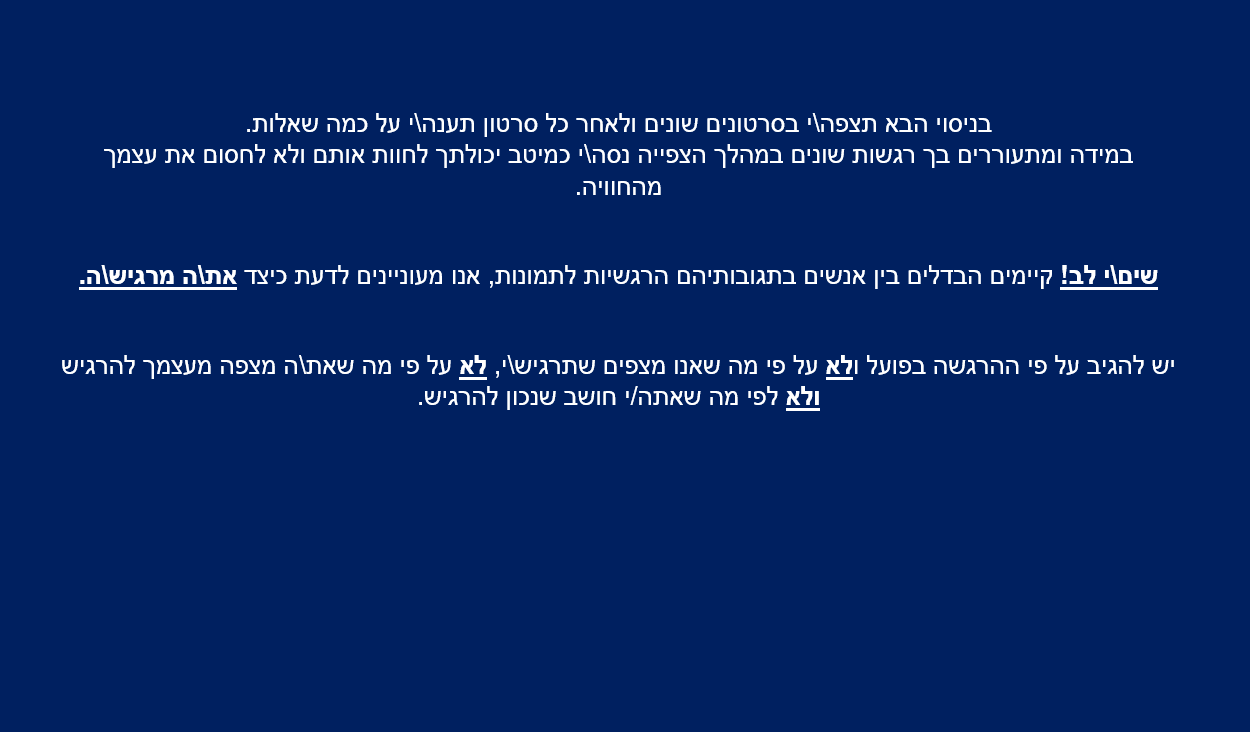 בניסוי הבא תצפה\י בסרטונים שונים ולאחר כל סרטון תענה\י על כמה שאלות.
במידה ומתעוררים בך רגשות שונים במהלך הצפייה נסה\י כמיטב יכולתך לחוות אותם ולא לחסום את עצמך
מהחוויה.
שים\י לב! קיימים הבדלים בין אנשים בתגובותיהם הרגשיות לתמונות, אנו מעוניינים לדעת כיצד את\ה מרגיש\ה.
יש להגיב על פי ההרגשה בפועל ולא על פי מה שאנו מצפים שתרגיש\י, לא על פי מה שאת\ה מצפה מעצמך להרגיש
ולא לפי מה שאתה/י חושב שנכון להרגיש.